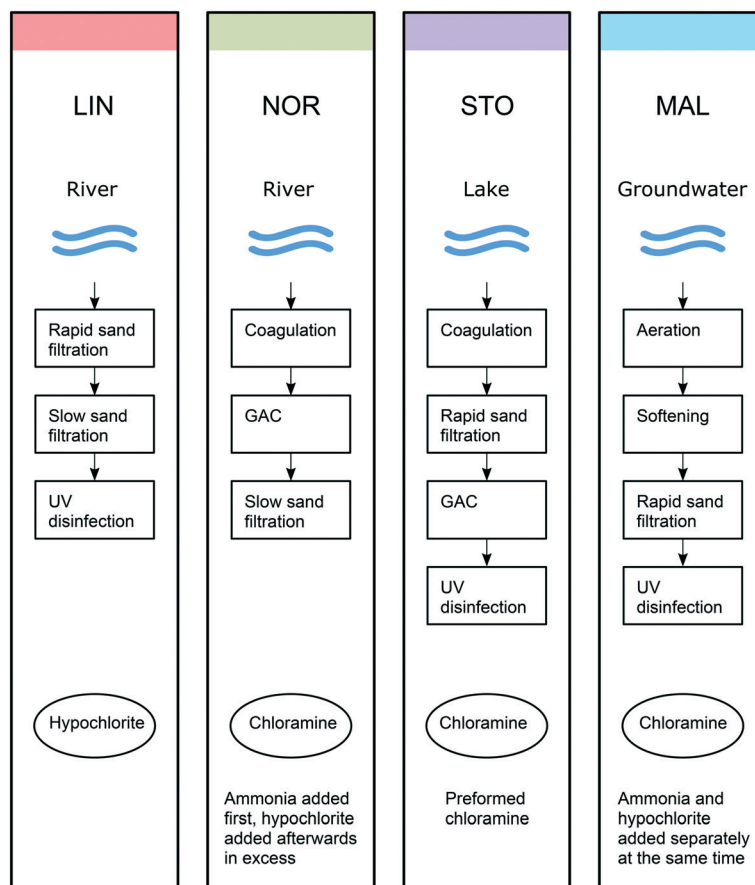 LIN
River
Rapid sand
filtration
Slow sand
filtration
UV
disinfection
Hypochlorite
NOR
River
Coagulation
GAC
Slow sand
filtration
Chloramine
Ammonia added
first, hypochlorite
added afterwards
in excess
STO
Lake
Coagulation
Rapid sand
filtration
GAC
UV
disinfection
Chloramine
Preformed
chloramine
MAL
Groundwater
Aeration
Softening
Rapid sand
filtration
UV
disinfection
Chloramine
Ammonia and
hypochlorite
added separately
at the same time